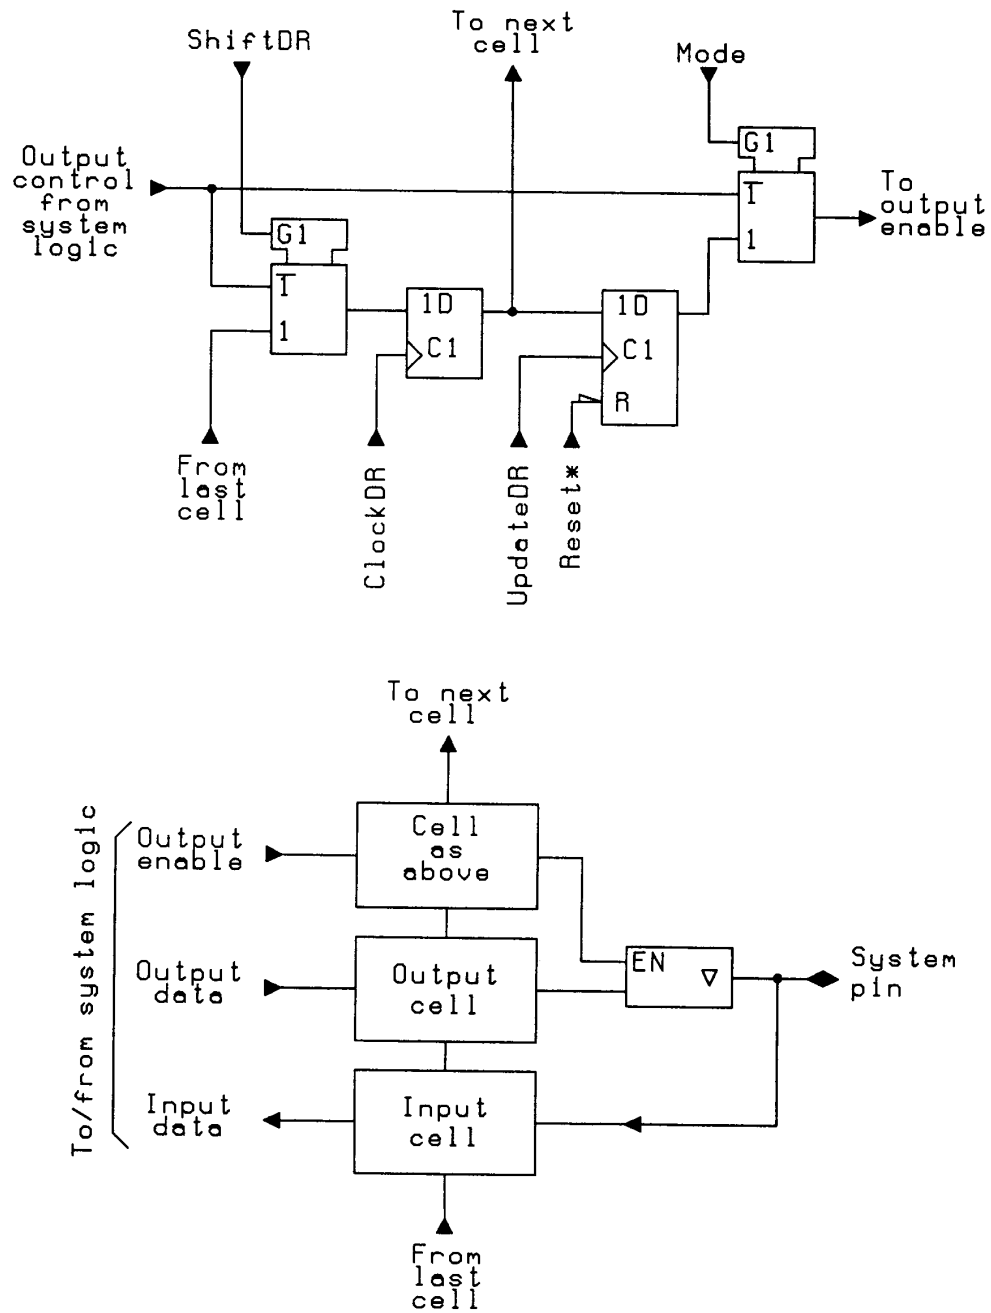 To next
cell
ShiftDR
Mode
Output
control
from
system
logic
G1
1
1
G1
1
1
To
output
enable
1D
C1
1D
C1
R
From
last
cell
ClockDR
UpdateDR
Reset*
To next
cell
To/from system logic
Output
enable
Cell
as
above
Output
data
Output
cell
EN
System
pin
Input
data
Input
cell
From
last
cell